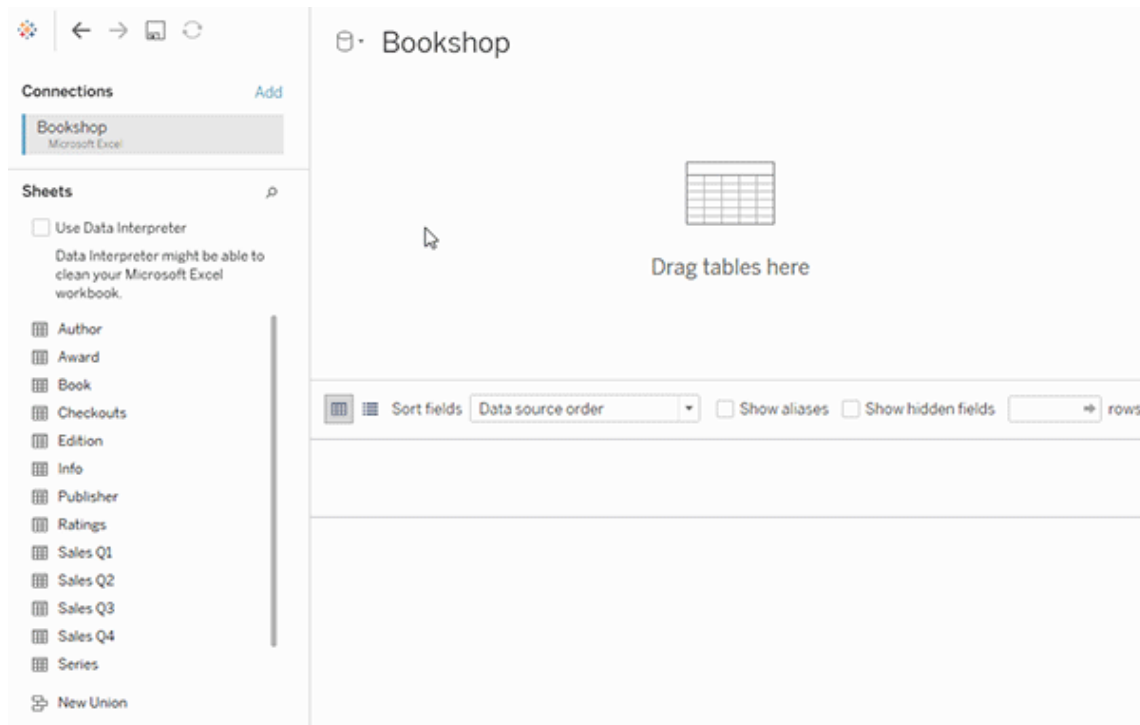 Bookshop
Connections
Add
Bookshop
Microsoft Excel
Sheets
Use Data Interpreter
Data Interpreter might be able to
clean your Microsoft Excel
workbook.
Author
Award
Book
Checkouts
Edition
Info
Publisher
Ratings
Sales Q1
Sales Q2
Sales Q3
Sales Q4
Series
New Union
Drag tables here
Sort fields
Data source order
Show aliases
Show hidden fields
rows